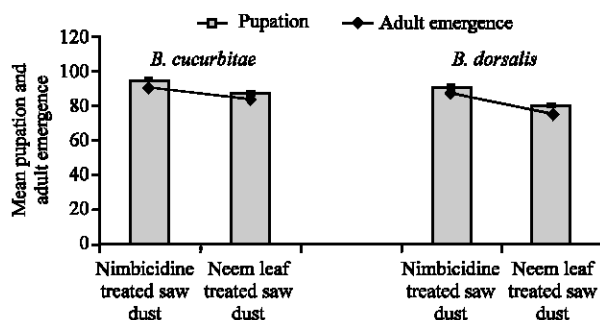 Pupation Adult emergence
B. cucurbitae B. dorsalis
Mean pupation and
adult emergence
120
100
80
60
40
20
0
Nimbicidine Neem leaf Nimbicidine Neem leaf
treated saw treated saw treated saw treated saw
dust dust dust dust